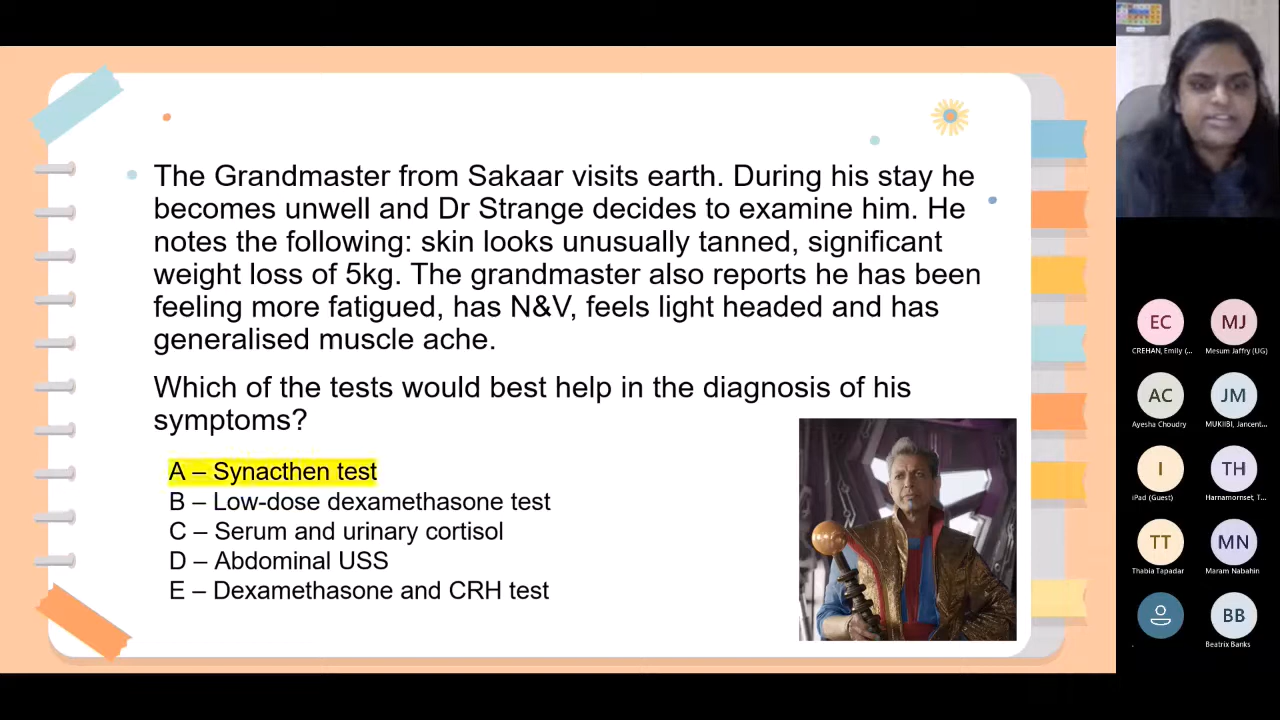 The Grandmaster from Sakaar visits earth. During his stay he
becomes unwell and Dr Strange decides to examine him. He
notes the following: skin looks unusually tanned, significant
weight loss of 5kg. The grandmaster also reports he has been
feeling more fatigued, has N&V, feels light headed and has
generalised muscle ache.
Which of the tests would best help in the diagnosis of his
symptoms?
A – Synacthen test
B – Low-dose dexamethasone test
C – Serum and urinary cortisol
D – Abdominal USS
E – Dexamethasone and CRH test
EC
MJ
CREHAN, Emily (...
Mesum Jaffry (UG)
AC
JM
Ayesha Choudry
MUKIIBI, Jancent...
I
TH
iPad (Guest)
Harnamornset, T...
TT
MN
Thabia Tapadar
Maram Nabahin
BB
.
Beatrix Banks